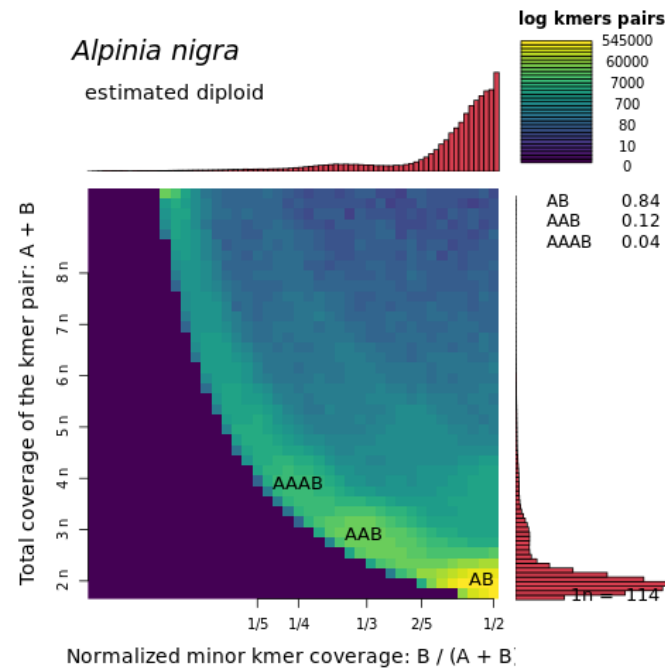 log kmers pairs
Alpinia nigra
estimated diploid
545000
60000
7000
700
80
10
0
AB 0.84
AAB 0.12
AAAB 0.04
Total coverage of the kmer pair: A + B
8 n
7 n
6 n
5 n
4 n
3 n
2 n
AAAB
AAB
AB
1n = 114
1/5 1/4 1/3 2/5 1/2
Normalized minor kmer coverage: B / (A + B)